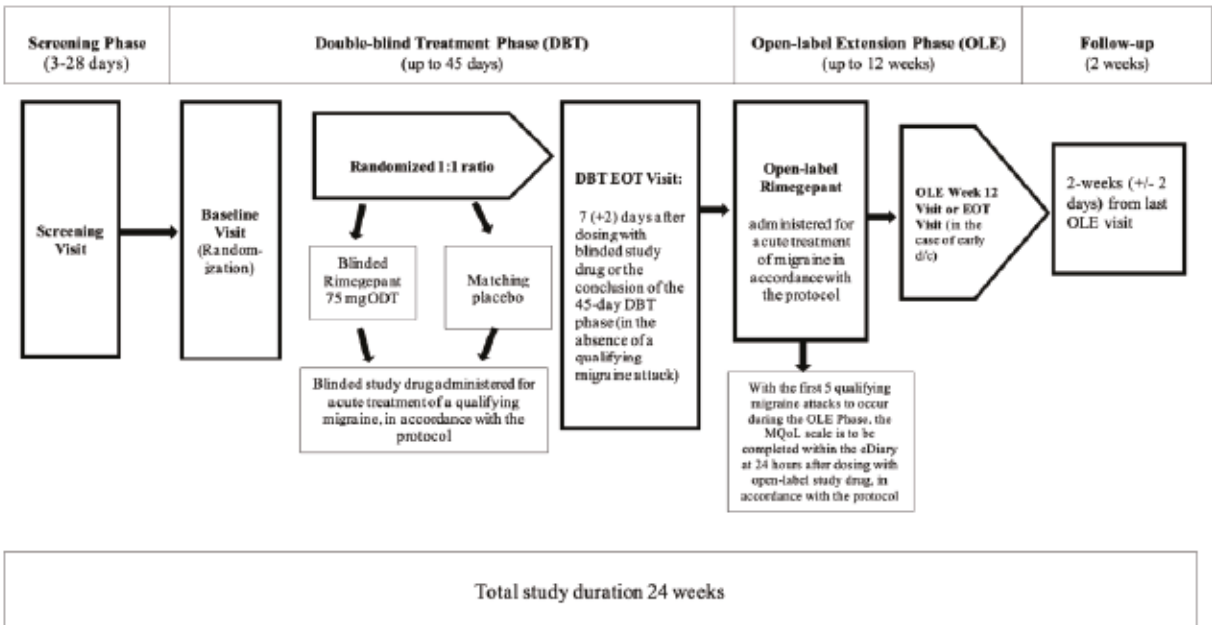 Screening Phase
(3-28 days)
Double-blind Treatment Phase (DBT)
(up to 45 days)
Open-label Extension Phase (OLE)
(up to 12 weeks)
Follow-up
(2 weeks)
Screening
Visit
Baseline
Visit
(Random-
ization)
Randomized 1:1 ratio
Blinded
Rimegepant
75 mg ODT
Matching
placebo
Blinded study drug administered for
acute treatment of a qualifying
migraine, in accordance with the
protocol
DBT EOT Visit:
7 (+2) days after
dosing with
blinded study
drug or the
conclusion of the
45-day DBT
phase (in the
absence of a
qualifying
migraine attack)
Open-label
Rimegepant
administered for
acute treatment
of migraine in
accordance with
the protocol
With the first 5 qualifying
migraine attacks to occur
during the OLE Phase, the
MQoL scale is to be
completed within the eDiary
at 24 hours after dosing with
open-label study drug, in
accordance with the protocol
OLE Week 12
Visit or EOT
Visit (in the
case of early
d/c)
2-weeks (+/- 2
days) from last
OLE visit
Total study duration 24 weeks